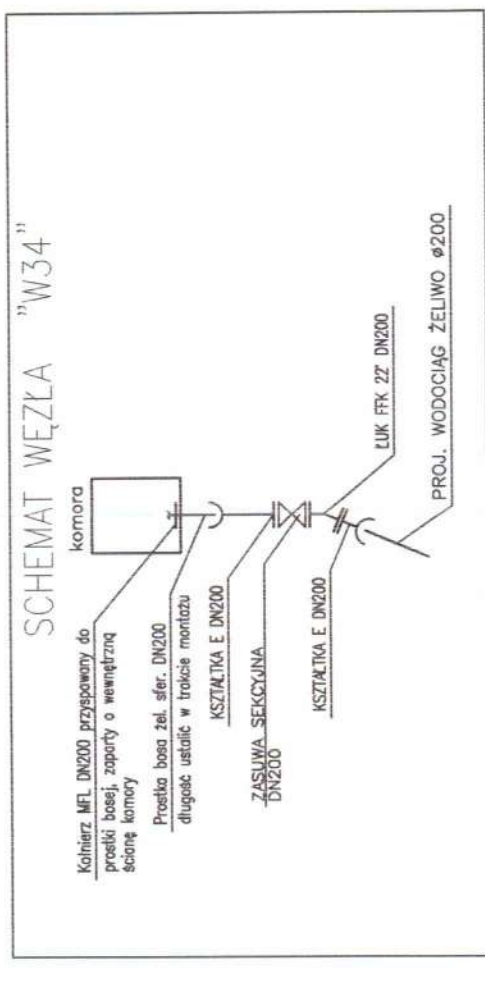 SCHEMAT WĘZŁA "W34"
komora
Kołnierz MFL DN200 przyspawany do
prostki bosej, zaparty o wewnętrzną
ścianę komory
Prostka bosa żel. sfer. DN200
długość ustalić w trakcie montażu
KSZTAŁTKA E DN200
ZASUWA SEKCYJNA
DN200
ŁUK FFK 22° DN200
KSZTAŁTKA E DN200
PROJ. WODOCIĄG ŻELIWO ø200